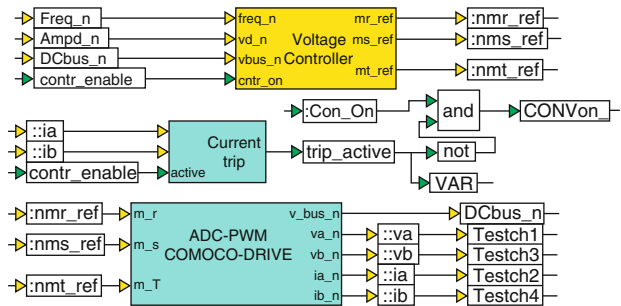 Freq_n freq_n mr_ref :nmr_ref
Ampd_n vd_n Voltage ms_ref :nms_ref
DCbus_n vbus_n Controller
contr_enable cntr_on mt_ref :nmt_ref
:Con_On and CONVon_
::ia Current
::ib trip trip_active not
contr_enable active VAR
:nmr_ref m_r v_bus_n DCbus_n
ADC-PWM va_n ::va Testch1
:nms_ref m_s COMOCO-DRIVE vb_n ::vb Testch3
:nmt_ref m_T ia_n ::ia Testch2
ib_n ::ib Testch4